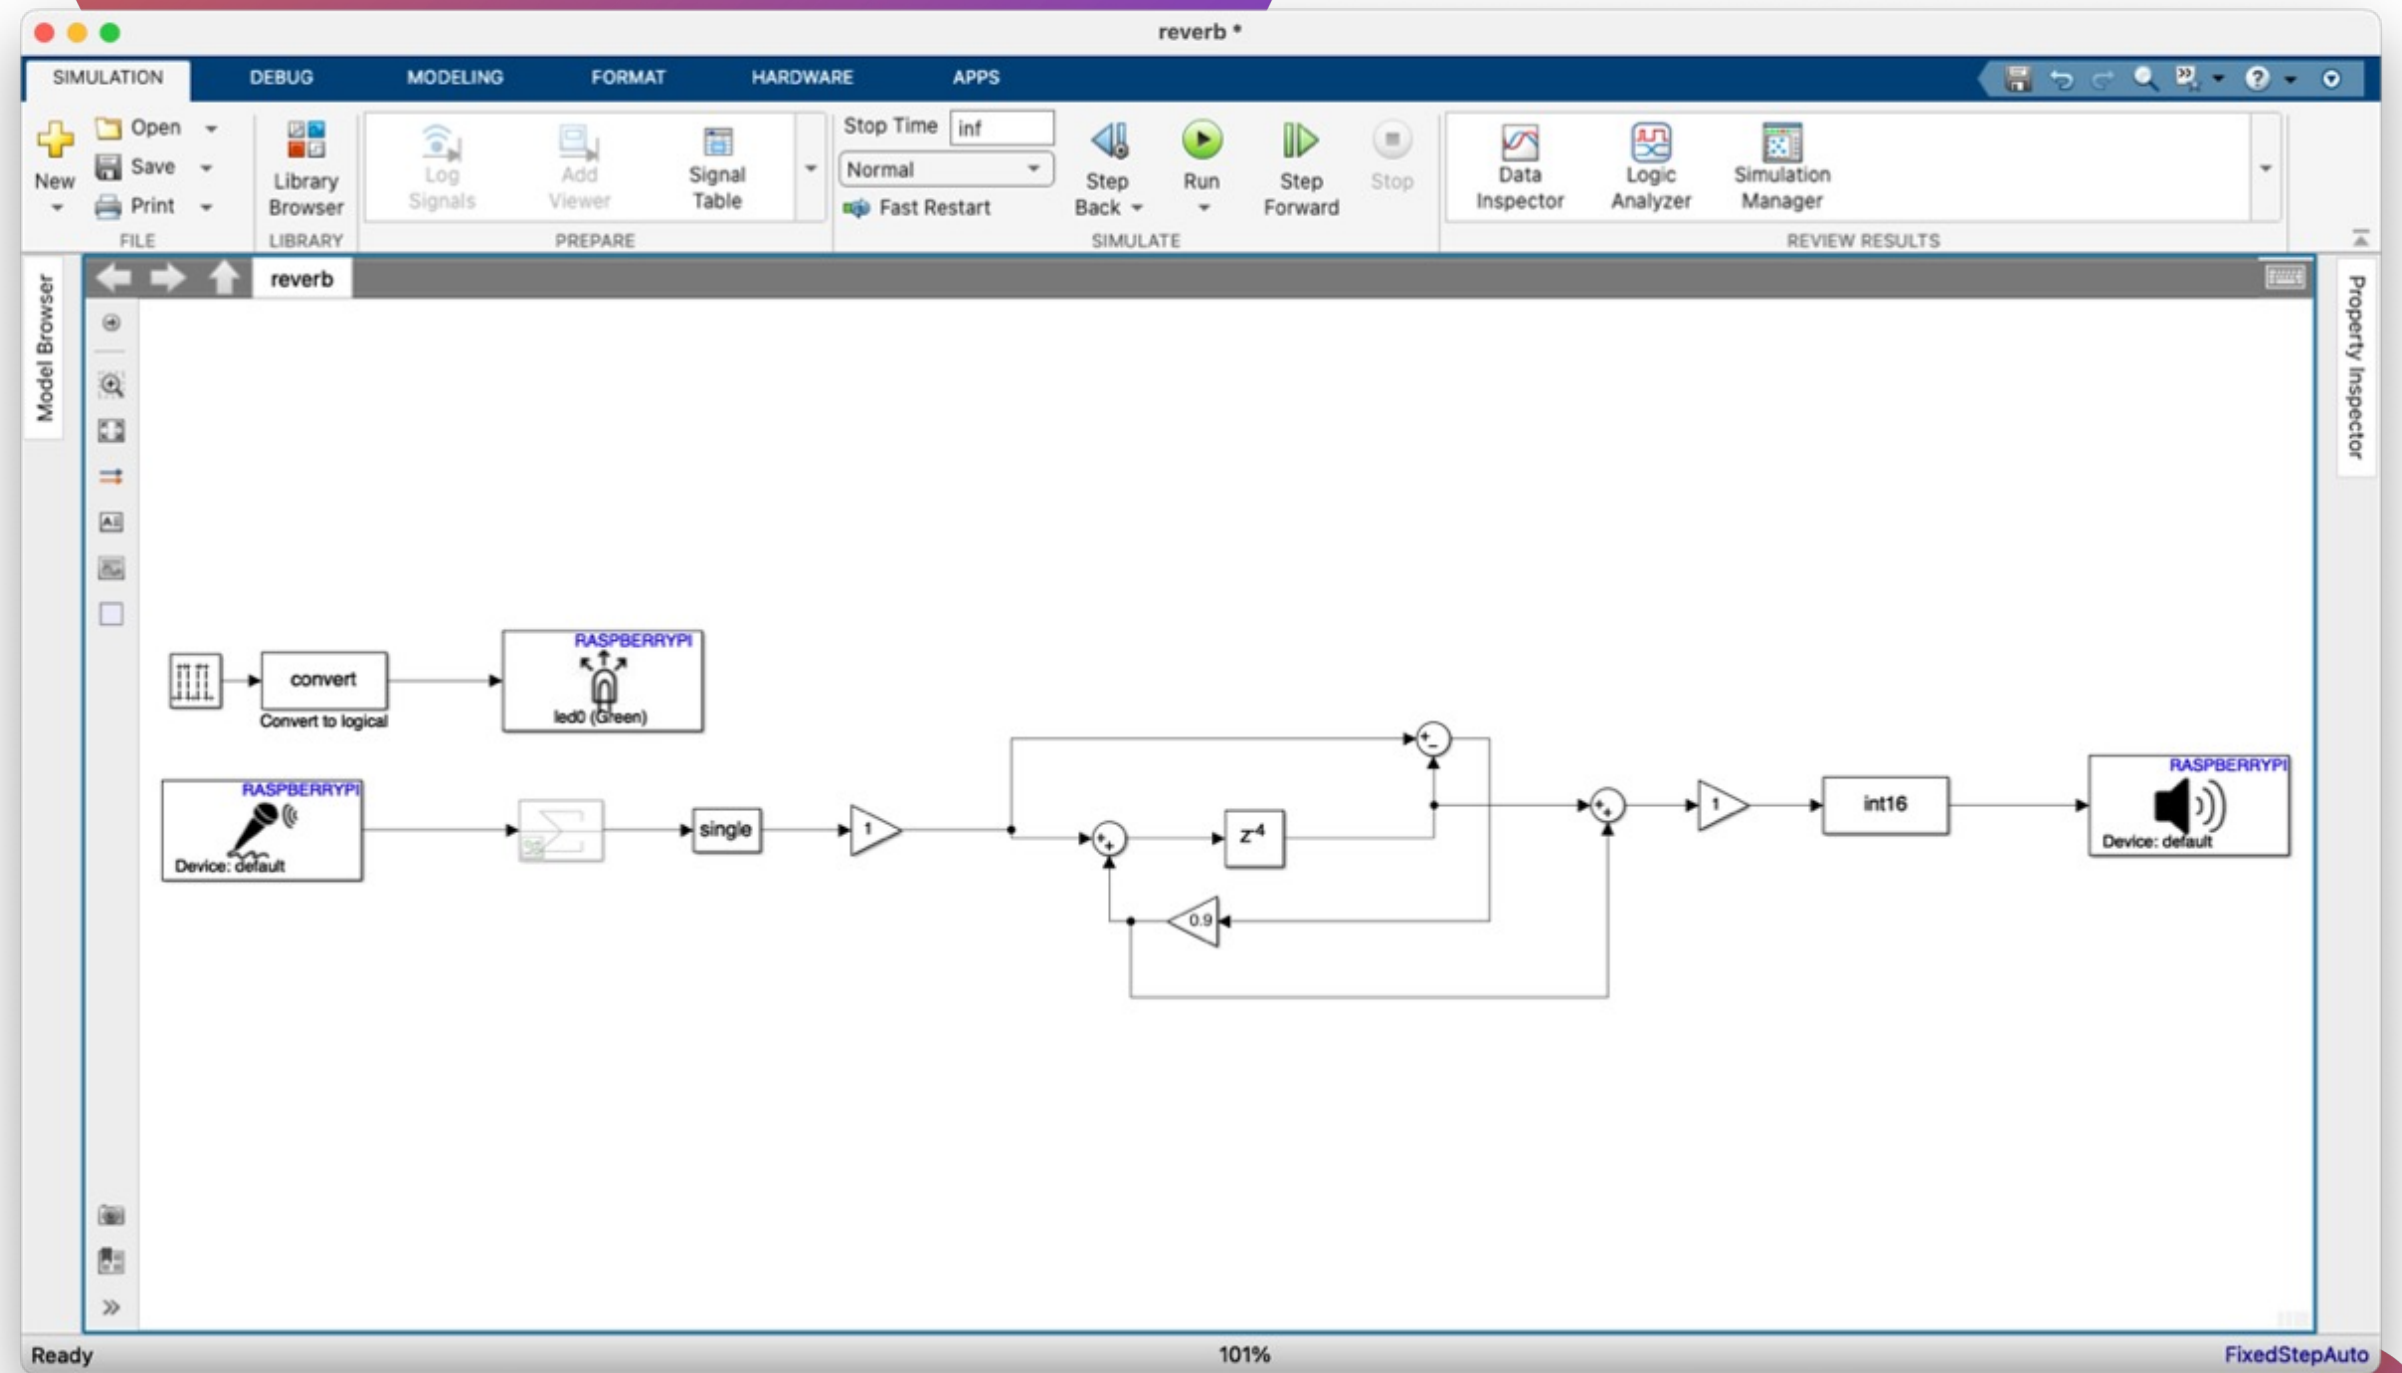 reverb *
SIMULATION DEBUG MODELING FORMAT HARDWARE APPS
New
Open
Save
Print
FILE
Library
Browser
LIBRARY
Log
Signals
Add
Viewer
Signal
Table
PREPARE
Stop Time inf
Normal
Fast Restart
Step
Back
Run
Step
Forward
Stop
SIMULATE
Data
Inspector
Logic
Analyzer
Simulation
Manager
REVIEW RESULTS
Model Browser
reverb
Property Inspector
convert
Convert to logical
RASPBERRYPI
led0 (Green)
RASPBERRYPI
Device: default
single
1
z-4
0.9
1
int16
RASPBERRYPI
Device: default
Ready
101%
FixedStepAuto